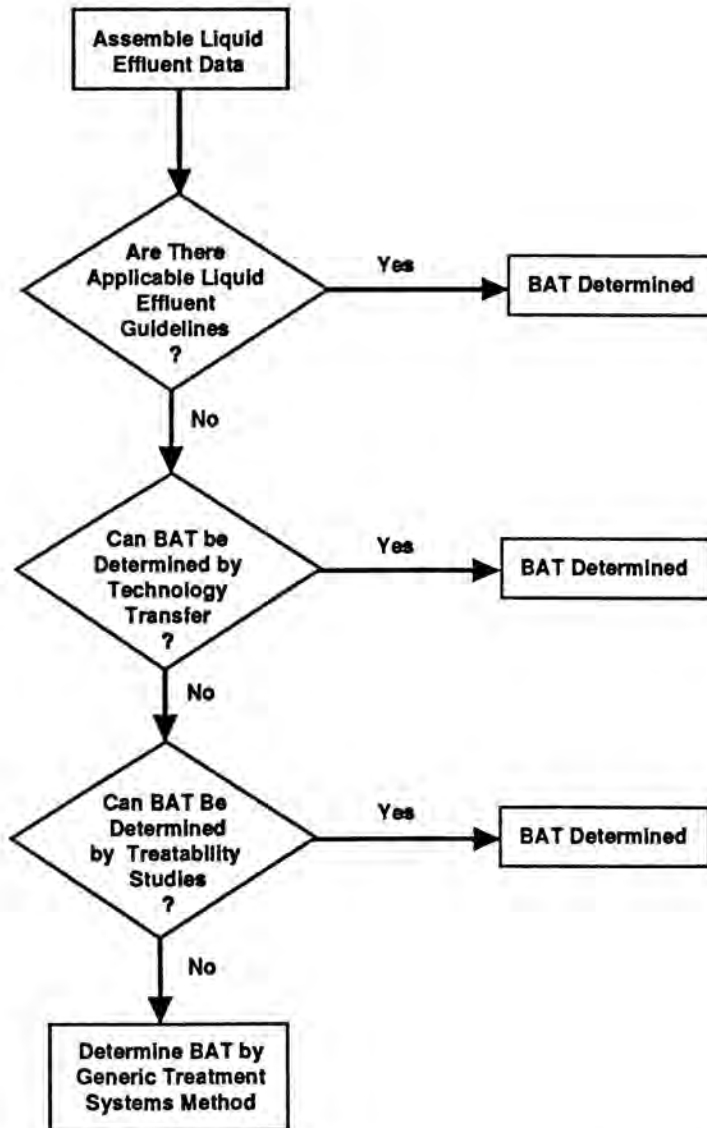 Assemble Liquid
Effluent Data
Are There
Applicable Liquid
Effluent
Guidelines
?
Yes
BAT Determined
No
Can BAT be
Determined by
Technology
Transfer
?
Yes
BAT Determined
No
Can BAT Be
Determined
by Treatability
Studies
?
Yes
BAT Determined
No
Determine BAT by
Generic Treatment
Systems Method